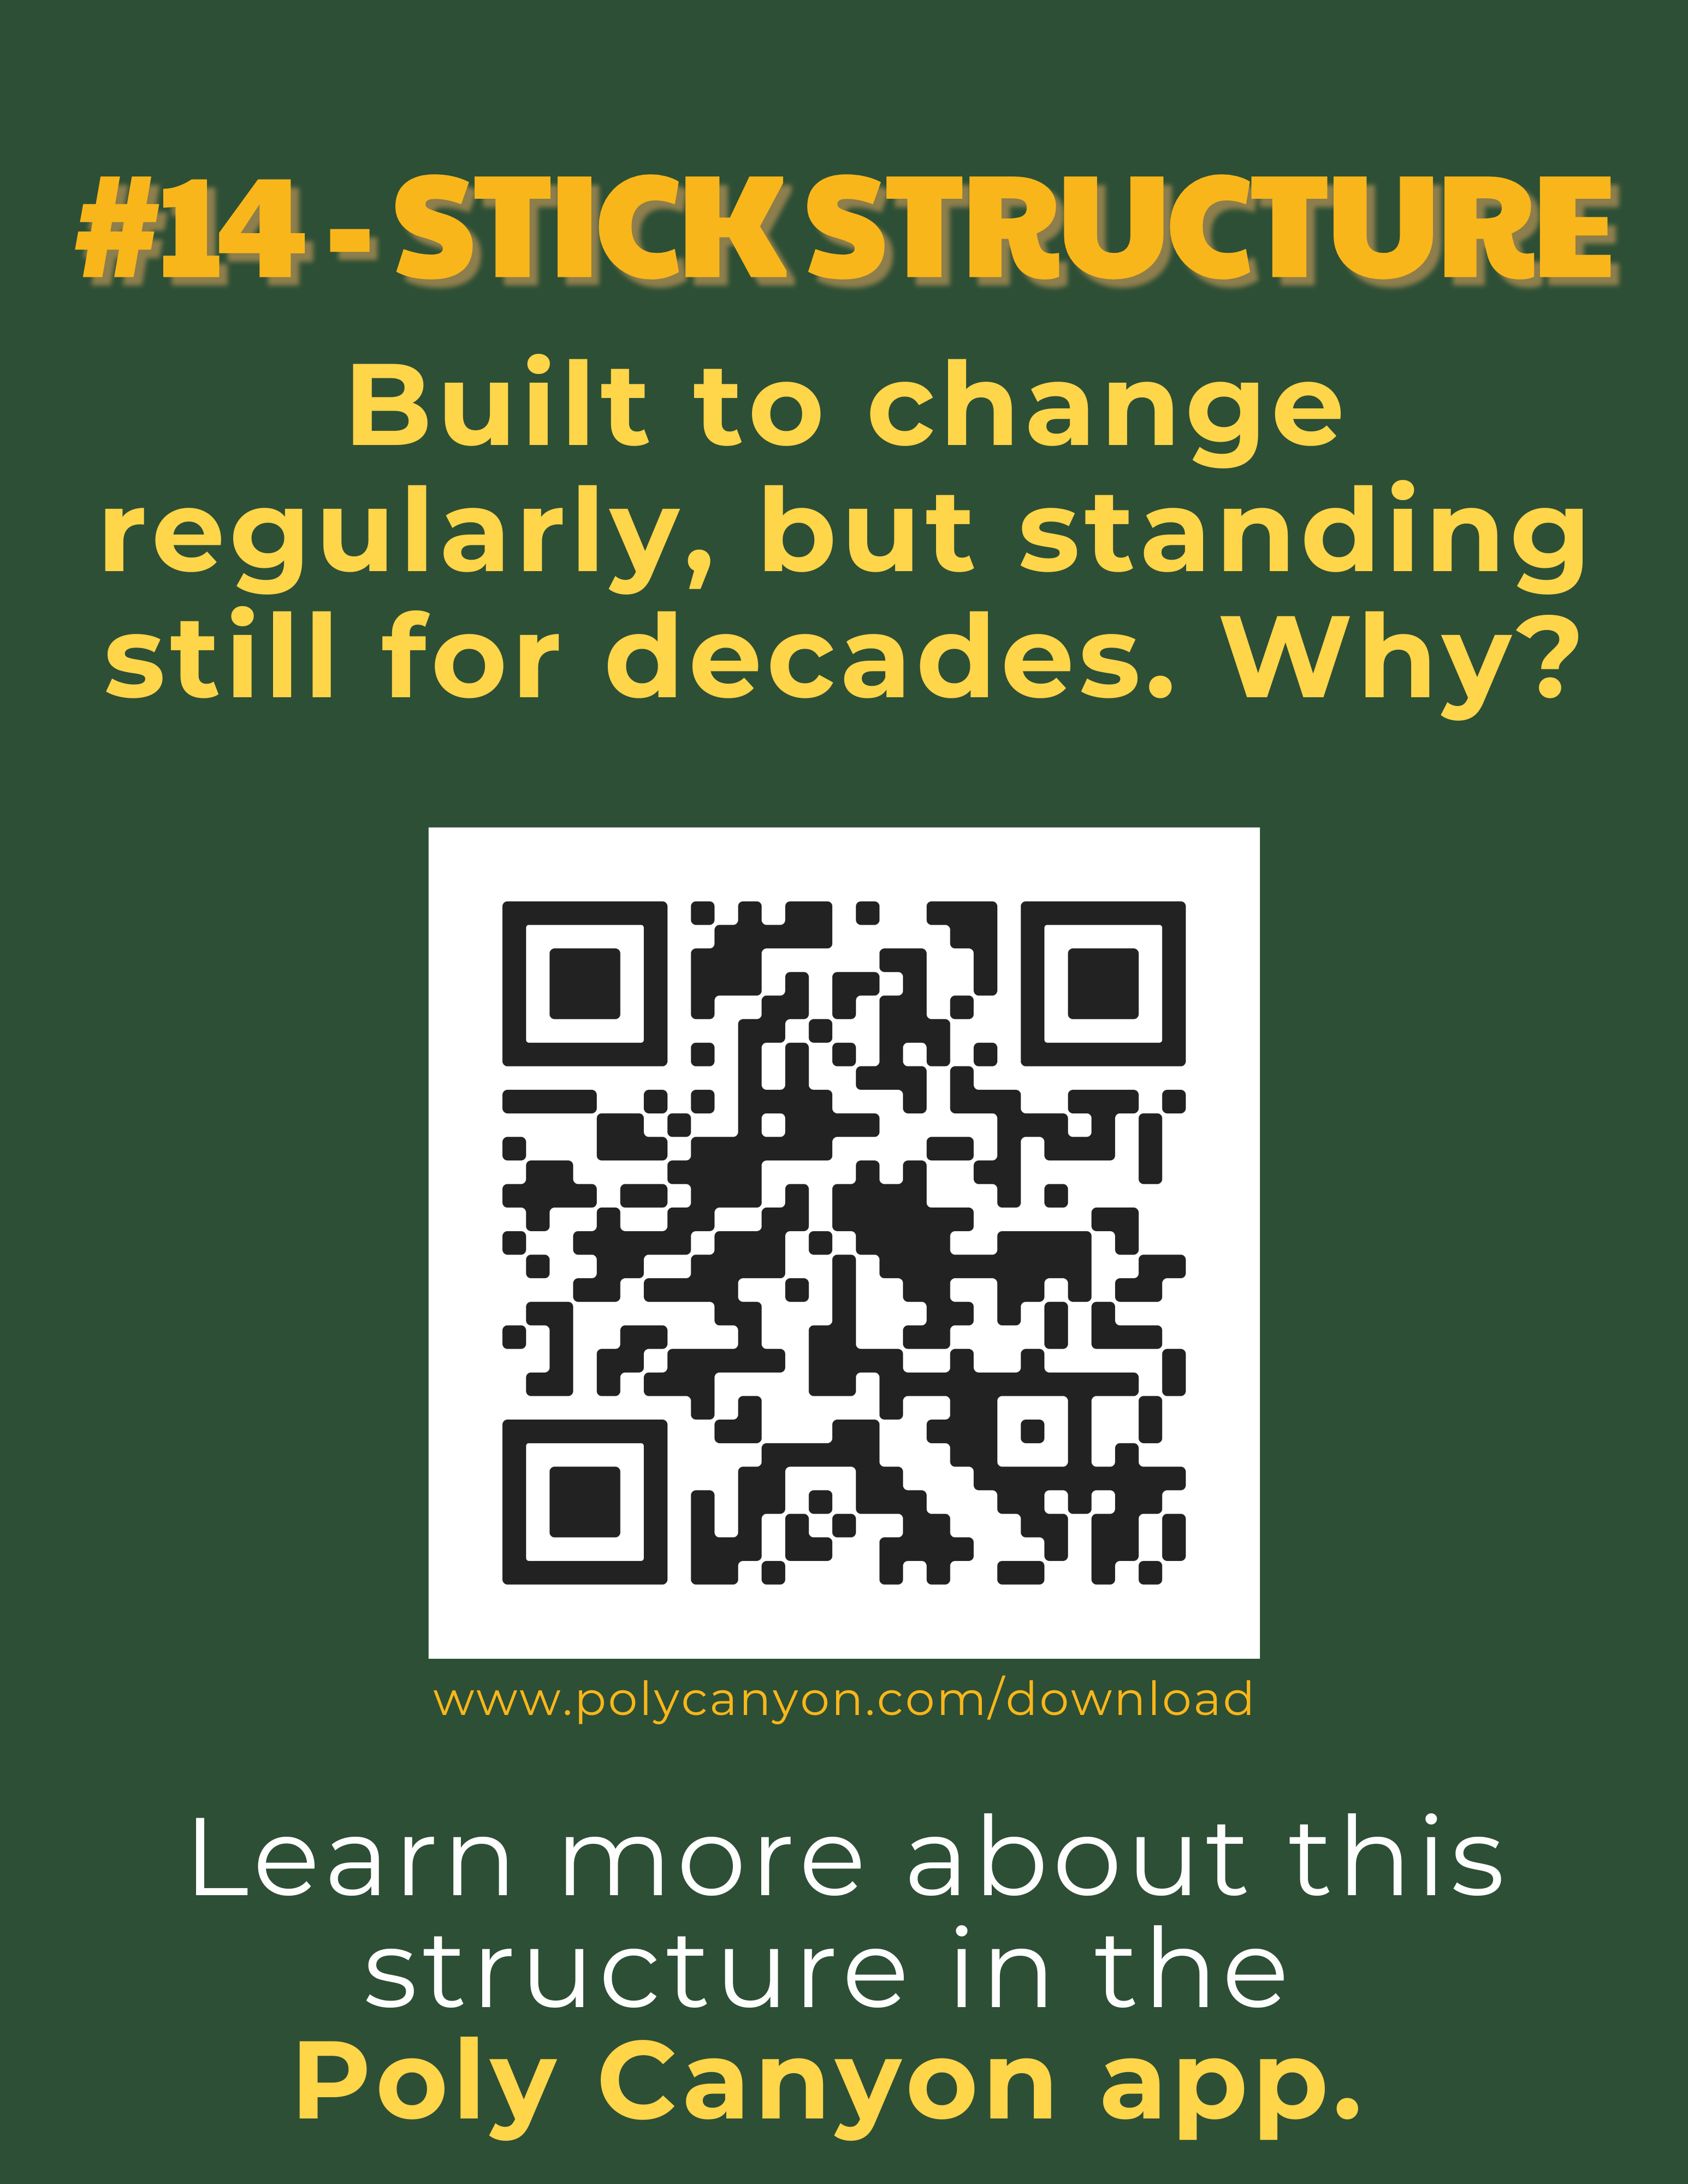 #14 - STICK STRUCTURE
Built to change
regularly, but standing
still for decades. Why?
www.polycanyon.com/download
Learn more about this
structure in the
Poly Canyon app.